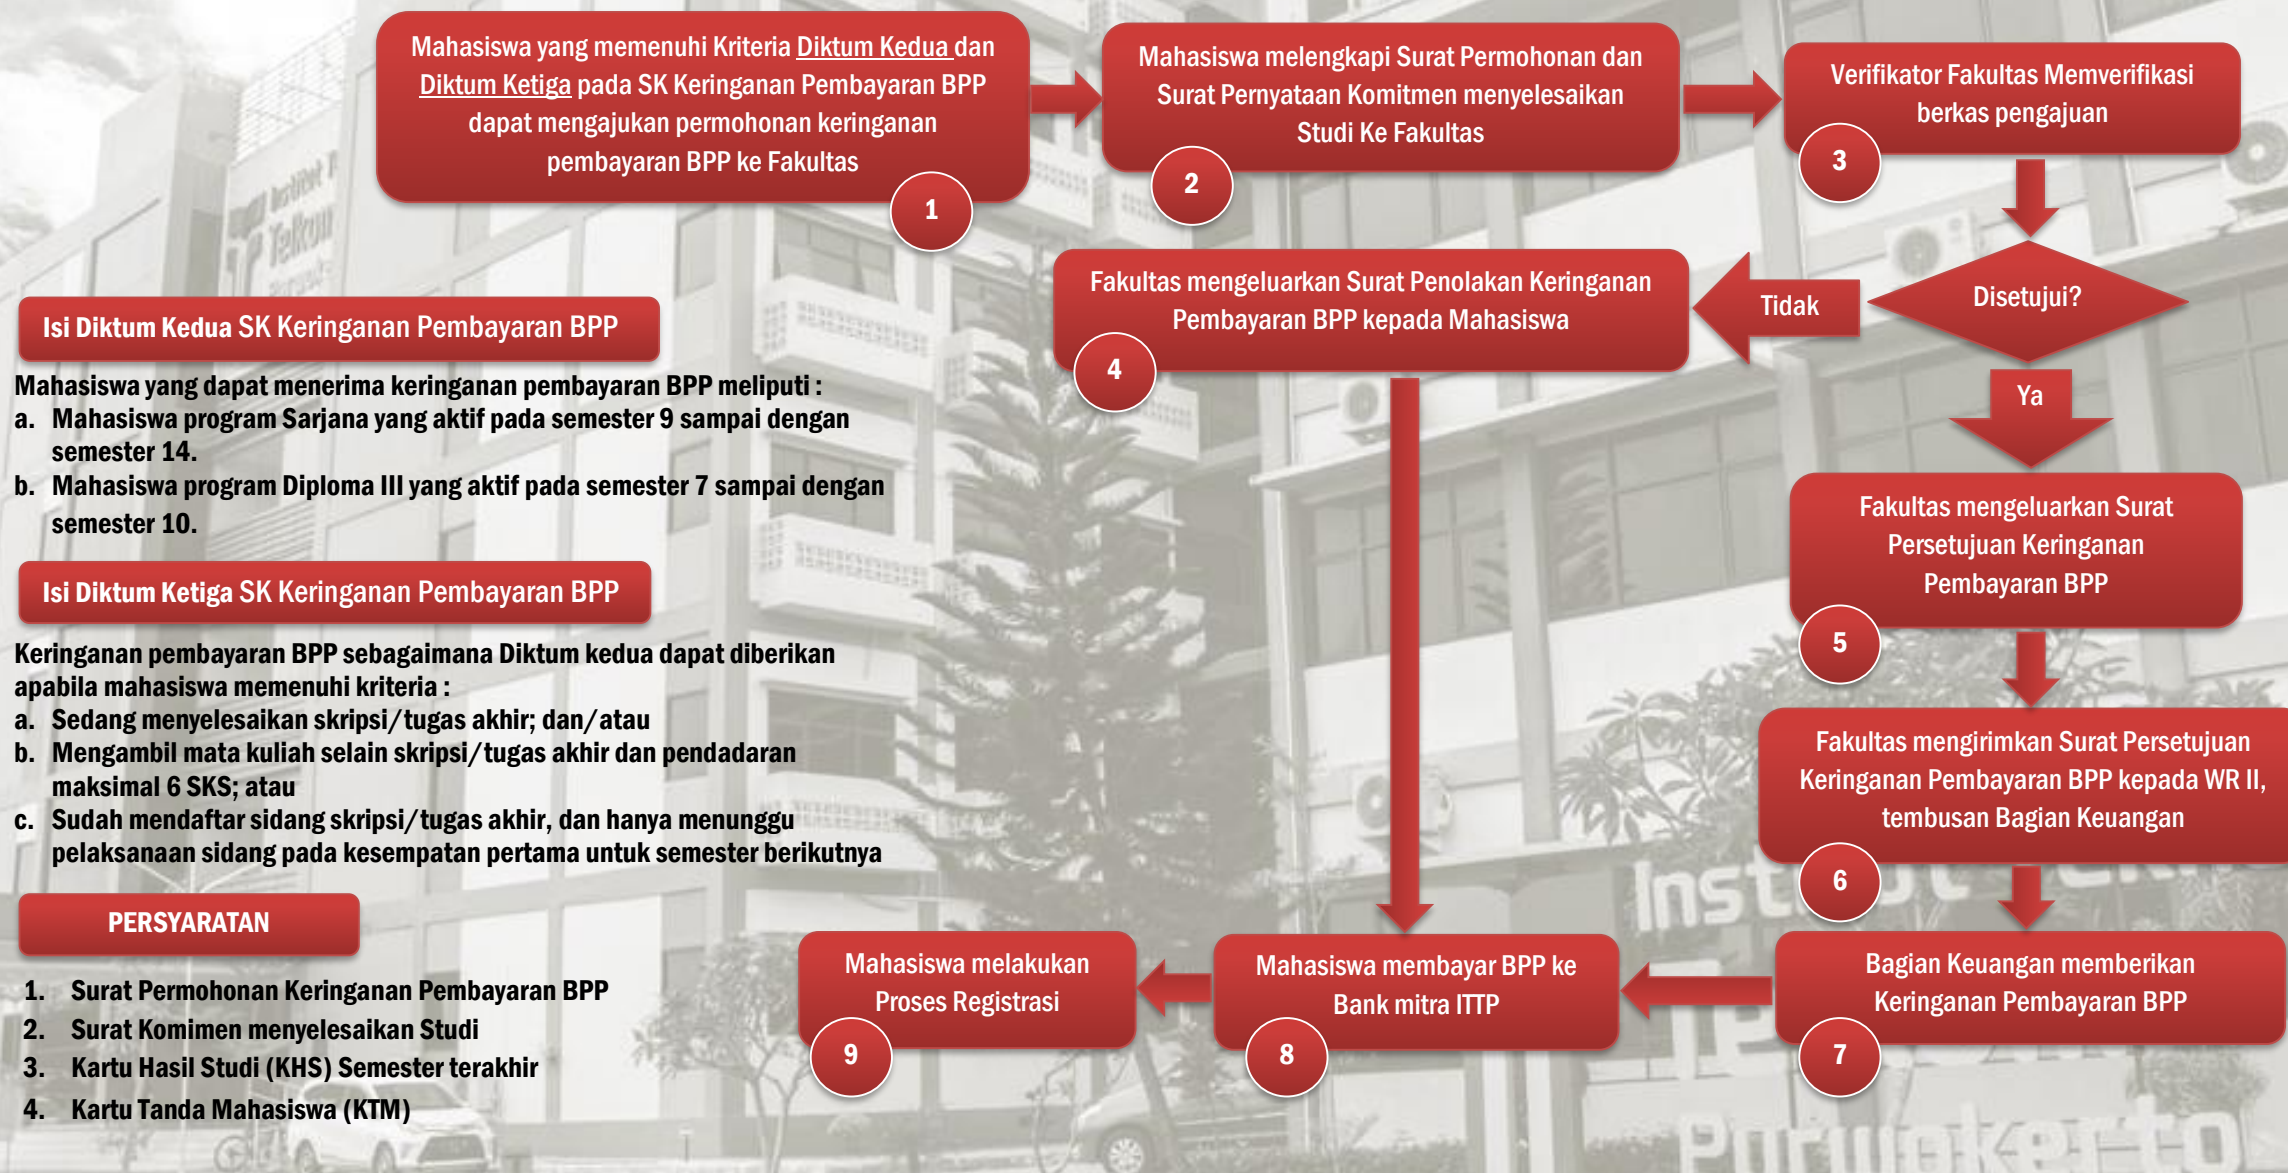 Mahasiswa yang memenuhi Kriteria Diktum Kedua dan
Diktum Ketiga pada SK Keringanan Pembayaran BPP
dapat mengajukan permohonan keringanan
pembayaran BPP ke Fakultas
1
Mahasiswa melengkapi Surat Permohonan dan
Surat Pernyataan Komitmen menyelesaikan
Studi Ke Fakultas
2
Verifikator Fakultas Memverifikasi
berkas pengajuan
3
Disetujui?
Tidak
Fakultas mengeluarkan Surat Penolakan Keringanan
Pembayaran BPP kepada Mahasiswa
4
Ya
Fakultas mengeluarkan Surat
Persetujuan Keringanan
Pembayaran BPP
5
Fakultas mengirimkan Surat Persetujuan
Keringanan Pembayaran BPP kepada WR II,
tembusan Bagian Keuangan
6
Bagian Keuangan memberikan
Keringanan Pembayaran BPP
7
Mahasiswa membayar BPP ke
Bank mitra ITTP
8
Mahasiswa melakukan
Proses Registrasi
9
Isi Diktum Kedua SK Keringanan Pembayaran BPP
Mahasiswa yang dapat menerima keringanan pembayaran BPP meliputi :
a. Mahasiswa program Sarjana yang aktif pada semester 9 sampai dengan
semester 14.
b. Mahasiswa program Diploma III yang aktif pada semester 7 sampai dengan
semester 10.
Isi Diktum Ketiga SK Keringanan Pembayaran BPP
Keringanan pembayaran BPP sebagaimana Diktum kedua dapat diberikan
apabila mahasiswa memenuhi kriteria :
a. Sedang menyelesaikan skripsi/tugas akhir; dan/atau
b. Mengambil mata kuliah selain skripsi/tugas akhir dan pendadaran
maksimal 6 SKS; atau
c. Sudah mendaftar sidang skripsi/tugas akhir, dan hanya menunggu
pelaksanaan sidang pada kesempatan pertama untuk semester berikutnya
PERSYARATAN
1. Surat Permohonan Keringanan Pembayaran BPP
2. Surat Komimen menyelesaikan Studi
3. Kartu Hasil Studi (KHS) Semester terakhir
4. Kartu Tanda Mahasiswa (KTM)
Purwokerto